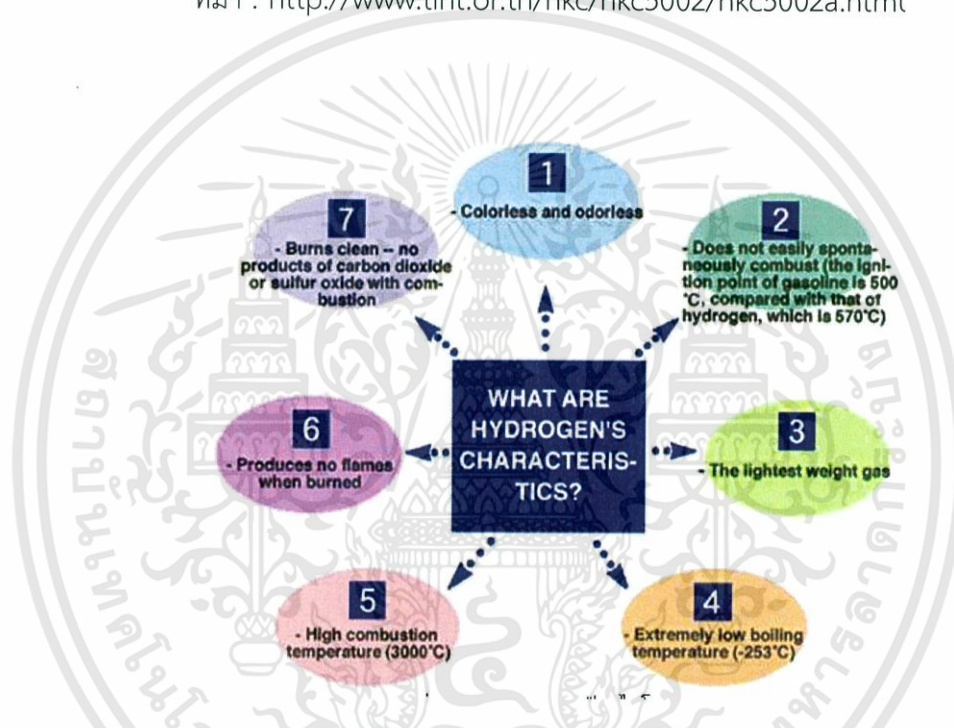 ที่มา : http://www.tint.or.th/nkc/nkc5002/nkc5002a.html
1
- Colorless and odorless
2
- Does not easily sponta-
neously combust (the igni-
tion point of gasoline is 500
°C, compared with that of
hydrogen, which is 570°C)
3
- The lightest weight gas
4
- Extremely low boiling
temperature (-253°C)
5
- High combustion
temperature (3000°C)
6
- Produces no flames
when burned
7
- Burns clean – no
products of carbon dioxide
or sulfur oxide with com-
bustion
WHAT ARE
HYDROGEN'S
CHARACTERIS-
TICS?